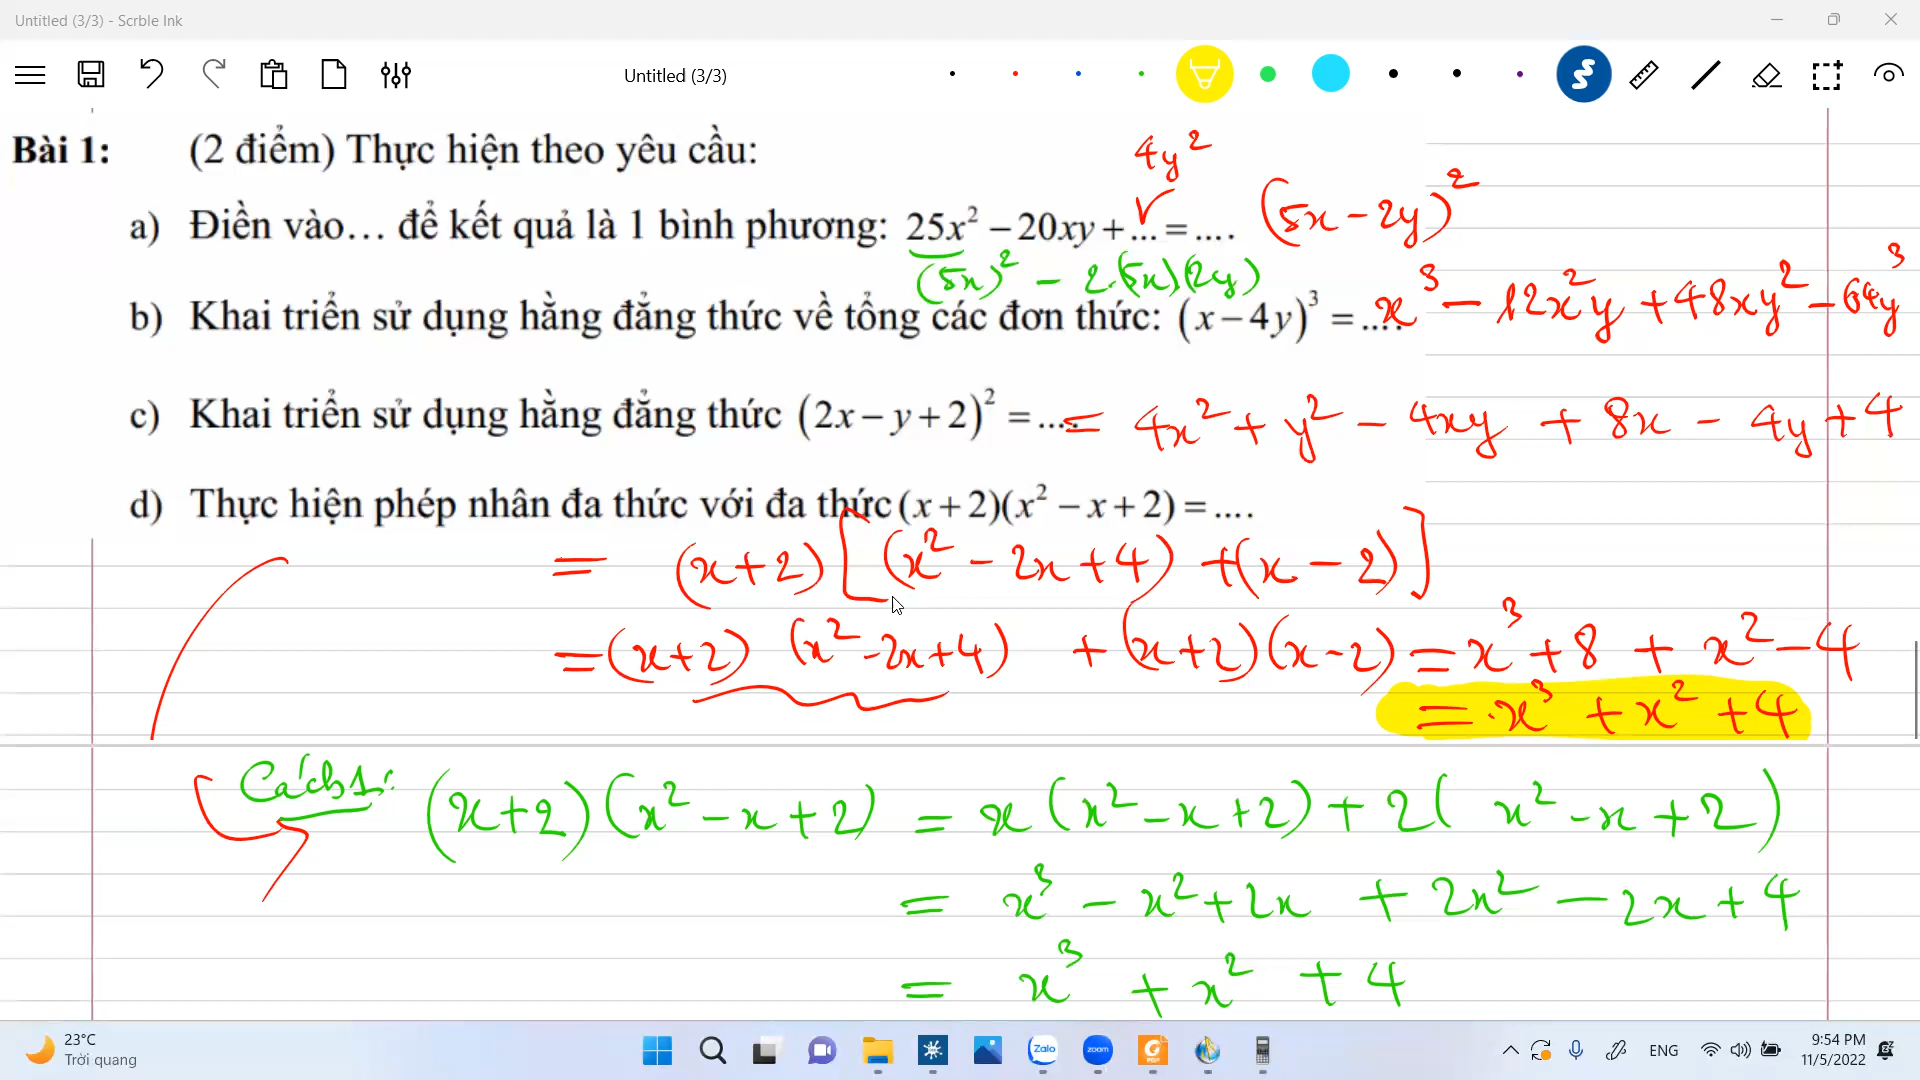 Untitled (3/3) - Scrble Ink
Untitled (3/3)
Bài 1: (2 điểm) Thực hiện theo yêu cầu:
4y²
a) Điền vào… để kết quả là 1 bình phương: 25x² − 20xy + ... = .... (5x − 2y)²
(5x)² − 2.(5x)(2y)
b) Khai triển sử dụng hằng đẳng thức về tổng các đơn thức: (x − 4y)³ = .... x³ − 12x²y + 48xy² − 64y³
c) Khai triển sử dụng hằng đẳng thức (2x − y + 2)² = .... = 4x² + y² − 4xy + 8x − 4y + 4
d) Thực hiện phép nhân đa thức với đa thức (x + 2)(x² − x + 2) = ....
= (x+2)[(x² − 2x + 4) + (x − 2)]
= (x+2) (x² − 2x + 4) + (x+2)(x − 2) = x³ + 8 + x² − 4
= x³ + x² + 4
Cách 1: (x+2)(x² − x + 2) = x(x² − x + 2) + 2(x² − x + 2)
= x³ − x² + 2x + 2x² − 2x + 4
= x³ + x² + 4
23°C
Trời quang
Zalo
zoom
PDF
ENG
9:54 PM
11/5/2022